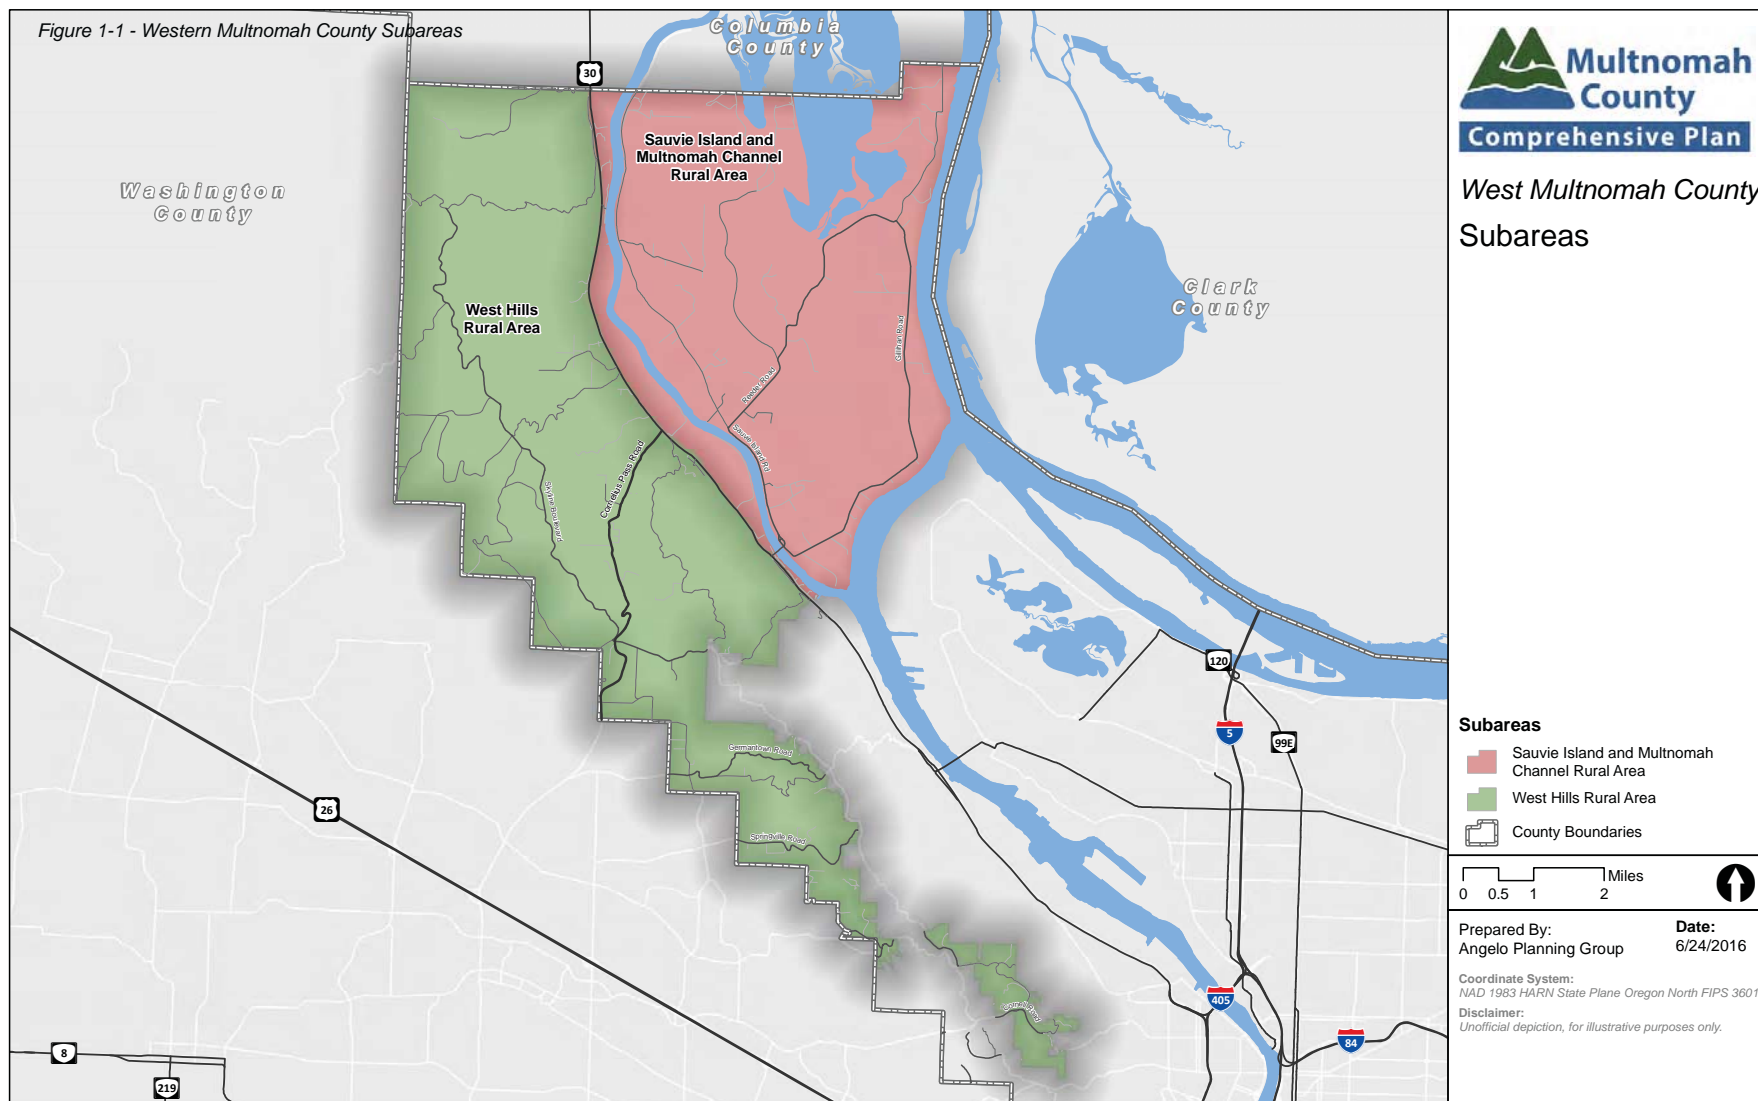 Figure 1-1 - Western Multnomah County Subareas
Columbia
County
30
Sauvie Island and
Multnomah Channel
Rural Area
Washington
County
West Hills
Rural Area
Clark
County
Gillihan Road
Reeder Road
Sauvie Island Rd
Cornelius Pass Road
Skyline Boulevard
Germantown Road
Springville Road
Cornell Road
120
5
99E
26
405
84
8
219
Multnomah
County
Comprehensive Plan
West Multnomah County
Subareas
Subareas
Sauvie Island and Multnomah
Channel Rural Area
West Hills Rural Area
County Boundaries
Miles
0 0.5 1 2
Prepared By:
Angelo Planning Group
Date:
6/24/2016
Coordinate System:
NAD 1983 HARN State Plane Oregon North FIPS 3601
Disclaimer:
Unofficial depiction, for illustrative purposes only.